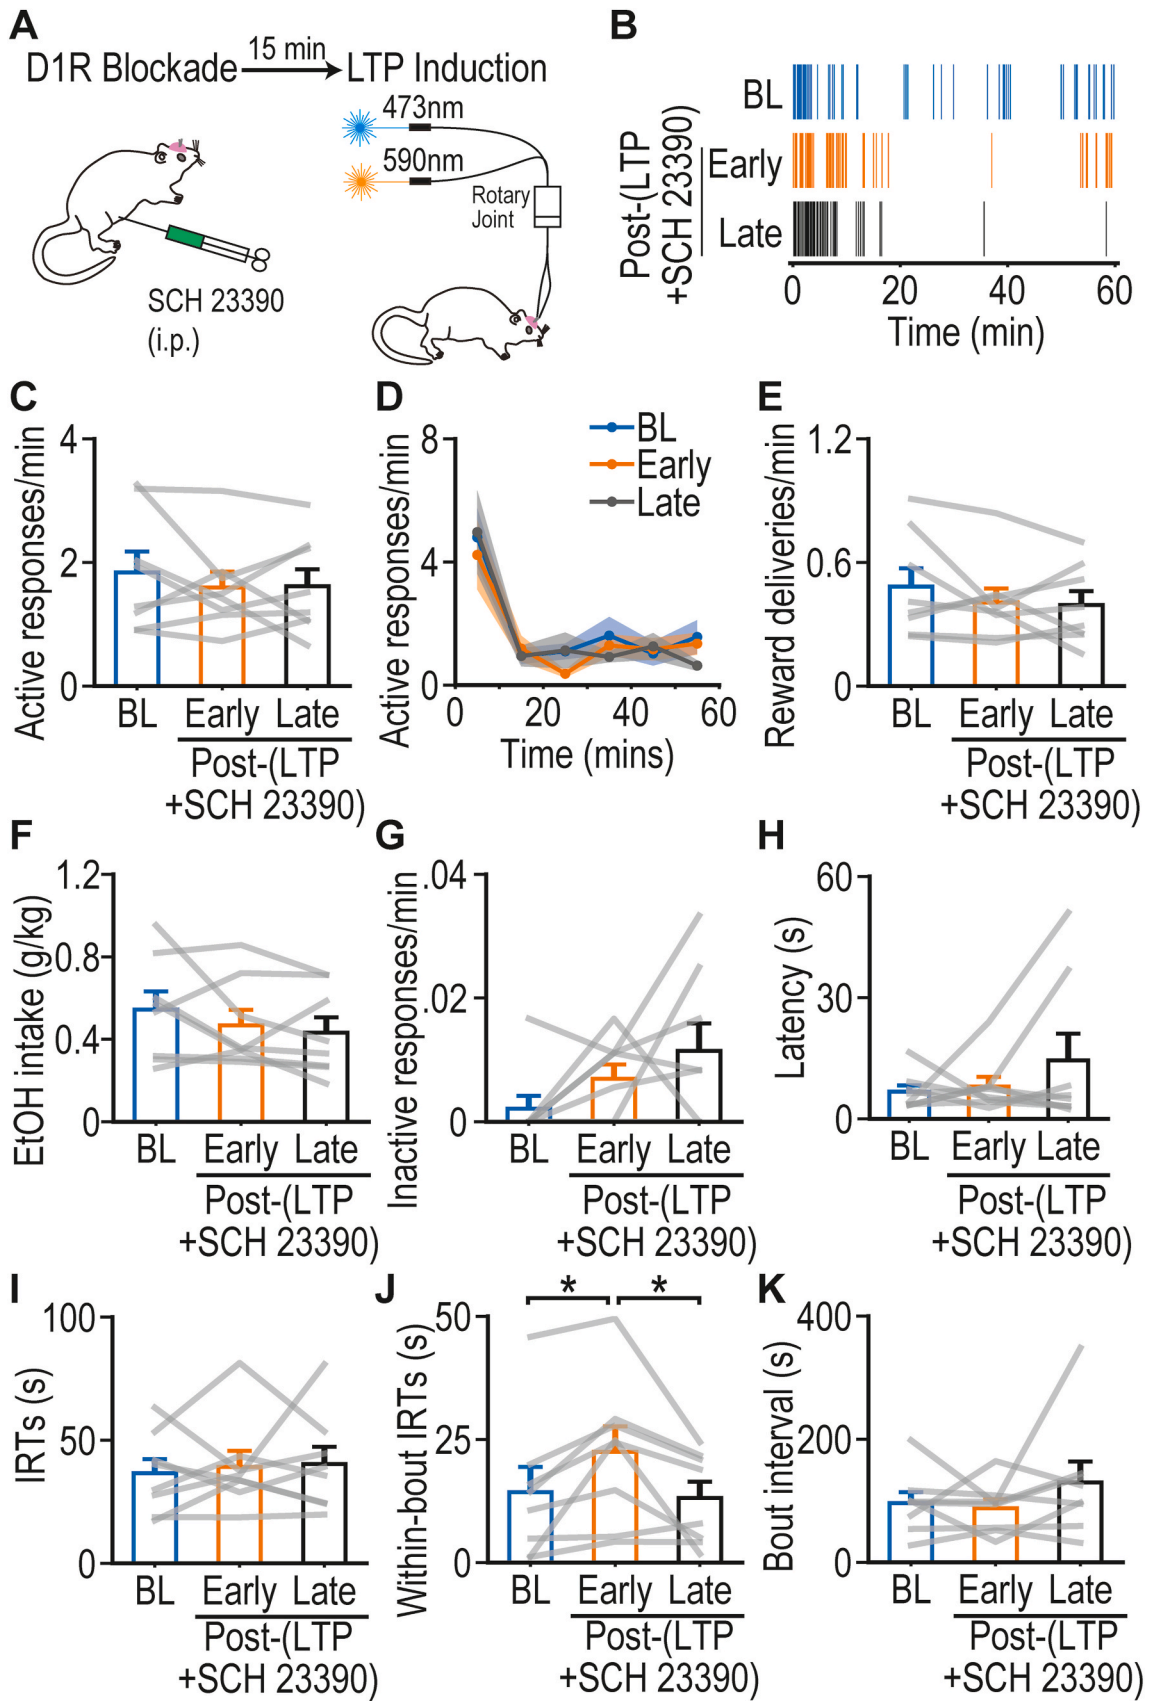 A
D1R Blockade
15 min
LTP Induction
473nm
590nm
Rotary
Joint
SCH 23390
(i.p.)
B
BL
Early
Late
Post-(LTP
+SCH 23390)
0
20
40
60
Time (min)
C
Active responses/min
4
2
0
BL
Early
Late
Post-(LTP
+SCH 23390)
D
Active responses/min
8
4
0
BL
Early
Late
0
20
40
60
Time (mins)
E
Reward deliveries/min
1.2
0.6
0
BL
Early
Late
Post-(LTP
+SCH 23390)
F
EtOH intake (g/kg)
1.2
0.8
0.4
0
BL
Early
Late
Post-(LTP
+SCH 23390)
G
Inactive responses/min
.04
.02
0
BL
Early
Late
Post-(LTP
+SCH 23390)
H
Latency (s)
60
30
0
BL
Early
Late
Post-(LTP
+SCH 23390)
I
IRTs (s)
100
50
0
BL
Early
Late
Post-(LTP
+SCH 23390)
J
Within-bout IRTs (s)
50
25
0
*
*
BL
Early
Late
Post-(LTP
+SCH 23390)
K
Bout interval (s)
400
200
0
BL
Early
Late
Post-(LTP
+SCH 23390)